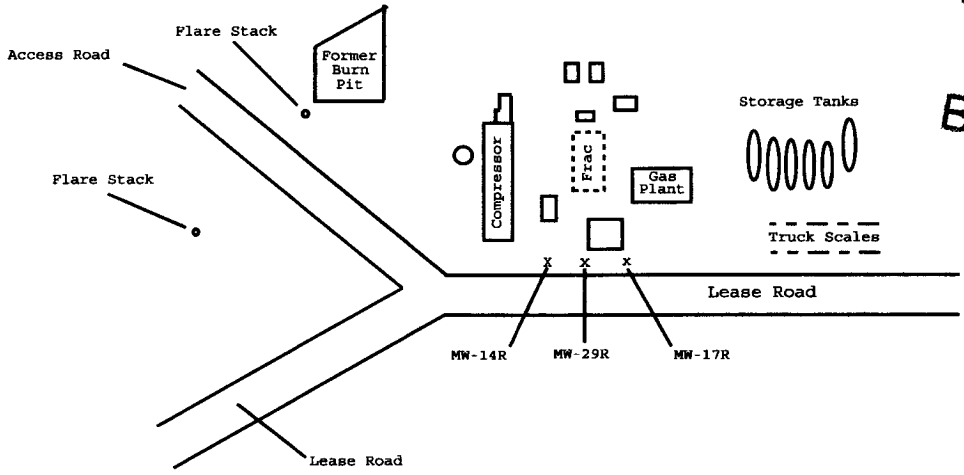 Flare Stack
Access Road
Former
Burn
Pit
Storage Tanks
B
Compressor
Frac
Gas
Plant
Flare Stack
Truck Scales
X
X
X
Lease Road
MW-14R
MW-29R
MW-17R
Lease Road